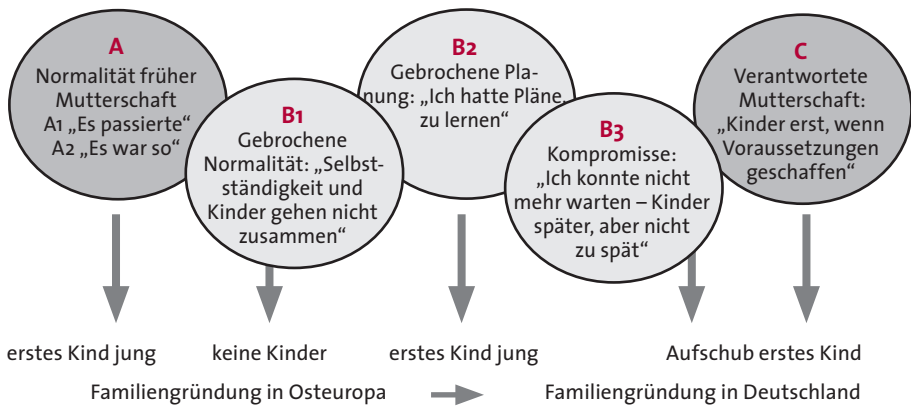 A
Normalität früher
Mutterschaft
A1 „Es passierte“
A2 „Es war so“
B1
Gebrochene
Normalität: „Selbst-
ständigkeit und
Kinder gehen nicht
zusammen“
B2
Gebrochene Pla-
nung: „Ich hatte Pläne,
zu lernen“
B3
Kompromisse:
„Ich konnte nicht
mehr warten – Kinder
später, aber nicht
zu spät“
C
Verantwortete
Mutterschaft:
„Kinder erst, wenn
Voraussetzungen
geschaffen“
erstes Kind jung
keine Kinder
erstes Kind jung
Aufschub erstes Kind
Familiengründung in Osteuropa
Familiengründung in Deutschland